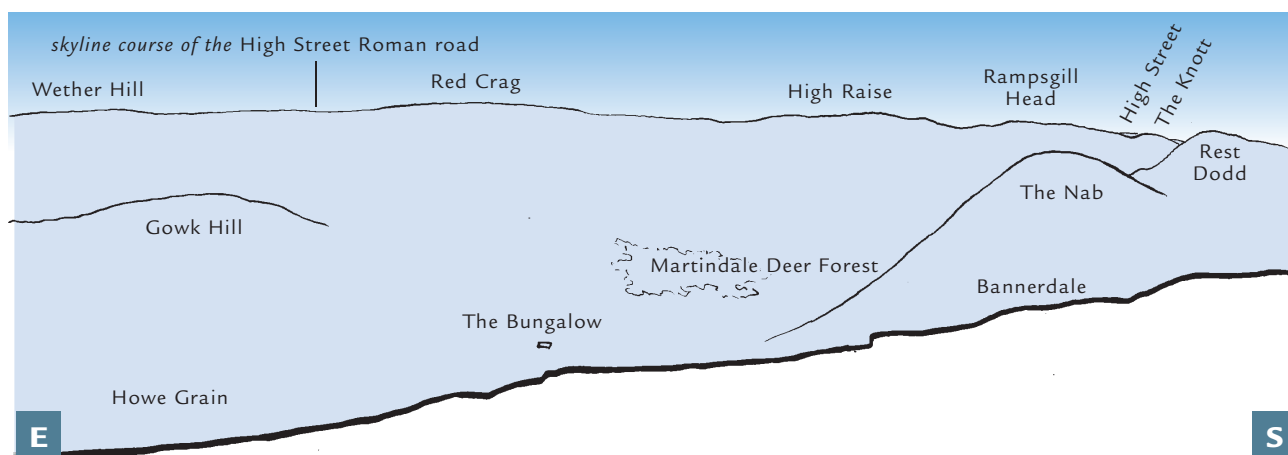 skyline course of the High Street Roman road
Wether Hill
Red Crag
High Raise
Rampsgill
Head
High Street
The Knott
Rest
Dodd
The Nab
Gowk Hill
Martindale Deer Forest
Bannerdale
The Bungalow
Howe Grain
E
S